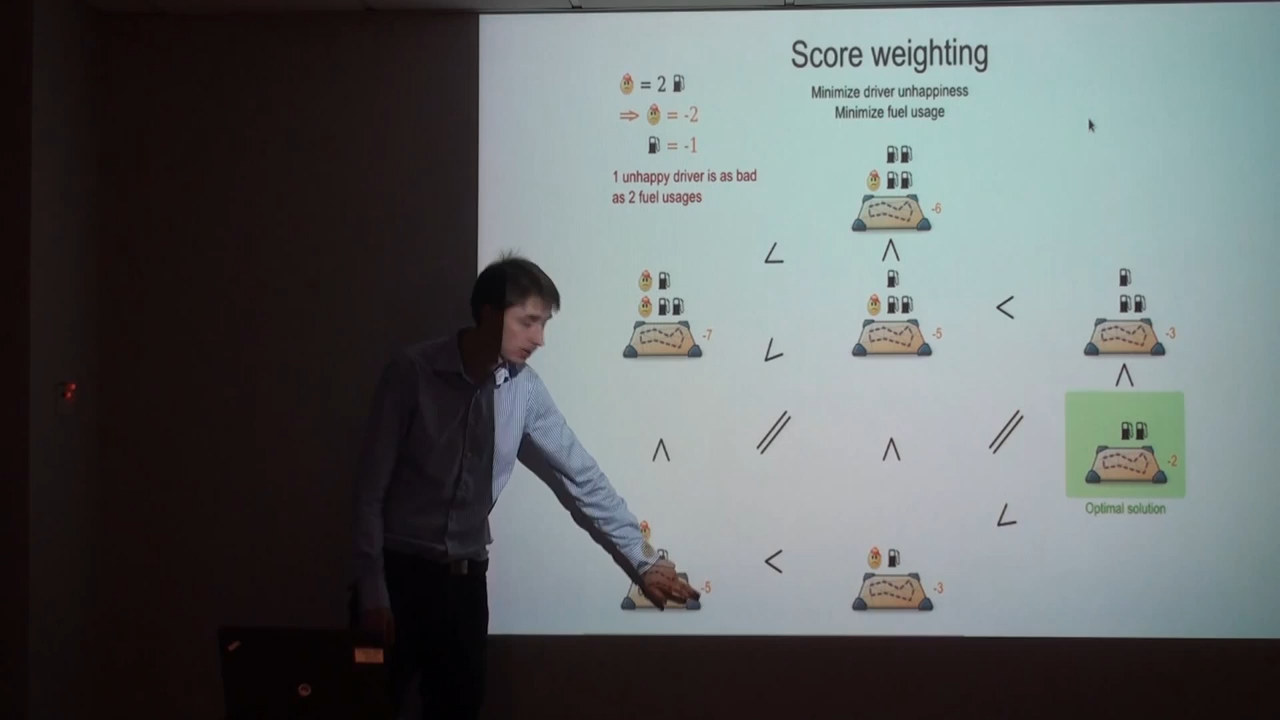 Score weighting
Minimize driver unhappiness
Minimize fuel usage
= 2
⇒ = -2
= -1
1 unhappy driver is as bad
as 2 fuel usages
-6
<
∧
-7
-5
<
-3
<
∧
∧
//
∧
//
-2
Optimal solution
<
-5
<
-3